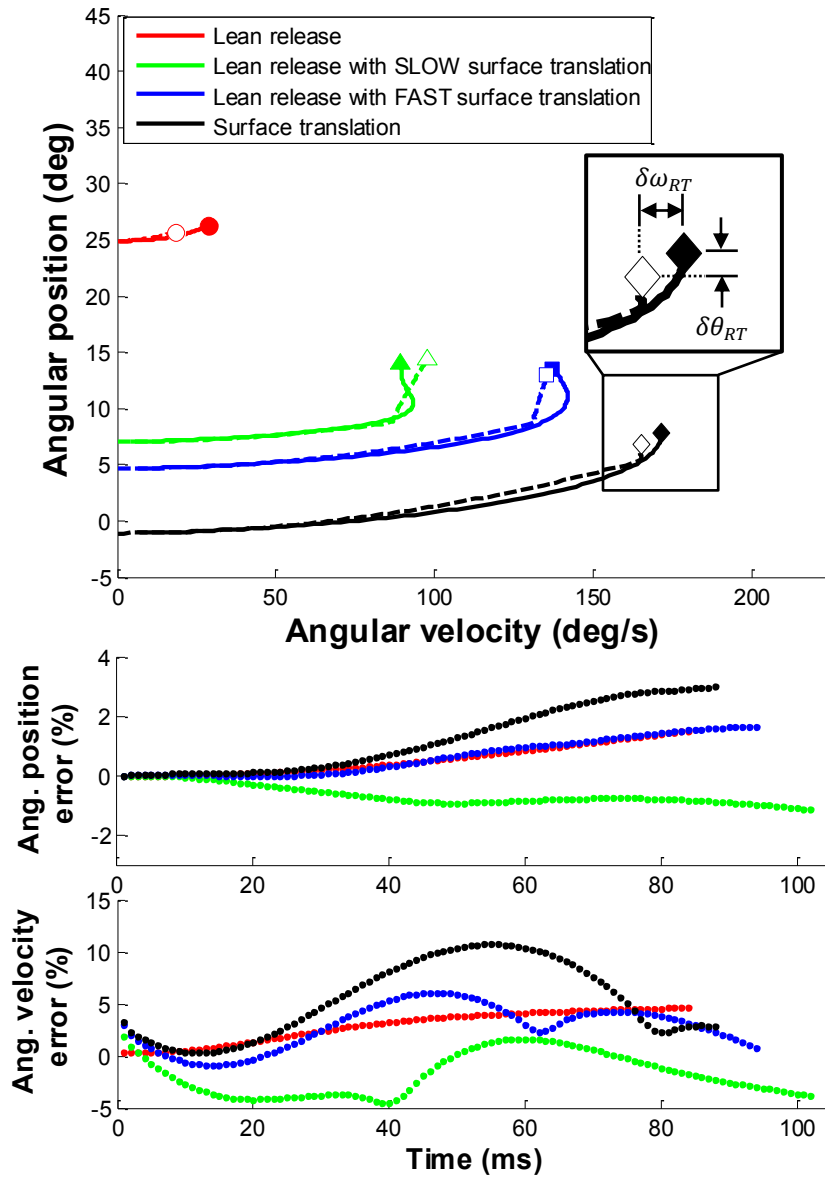 45
40
35
30
25
20
15
10
5
0
-5
Angular position (deg)
Lean release
Lean release with SLOW surface translation
Lean release with FAST surface translation
Surface translation
δω_RT
δθ_RT
0 50 100 150 200
Angular velocity (deg/s)
4
2
0
-2
Ang. position
error (%)
0 20 40 60 80 100
15
10
5
0
-5
Ang. velocity
error (%)
0 20 40 60 80 100
Time (ms)